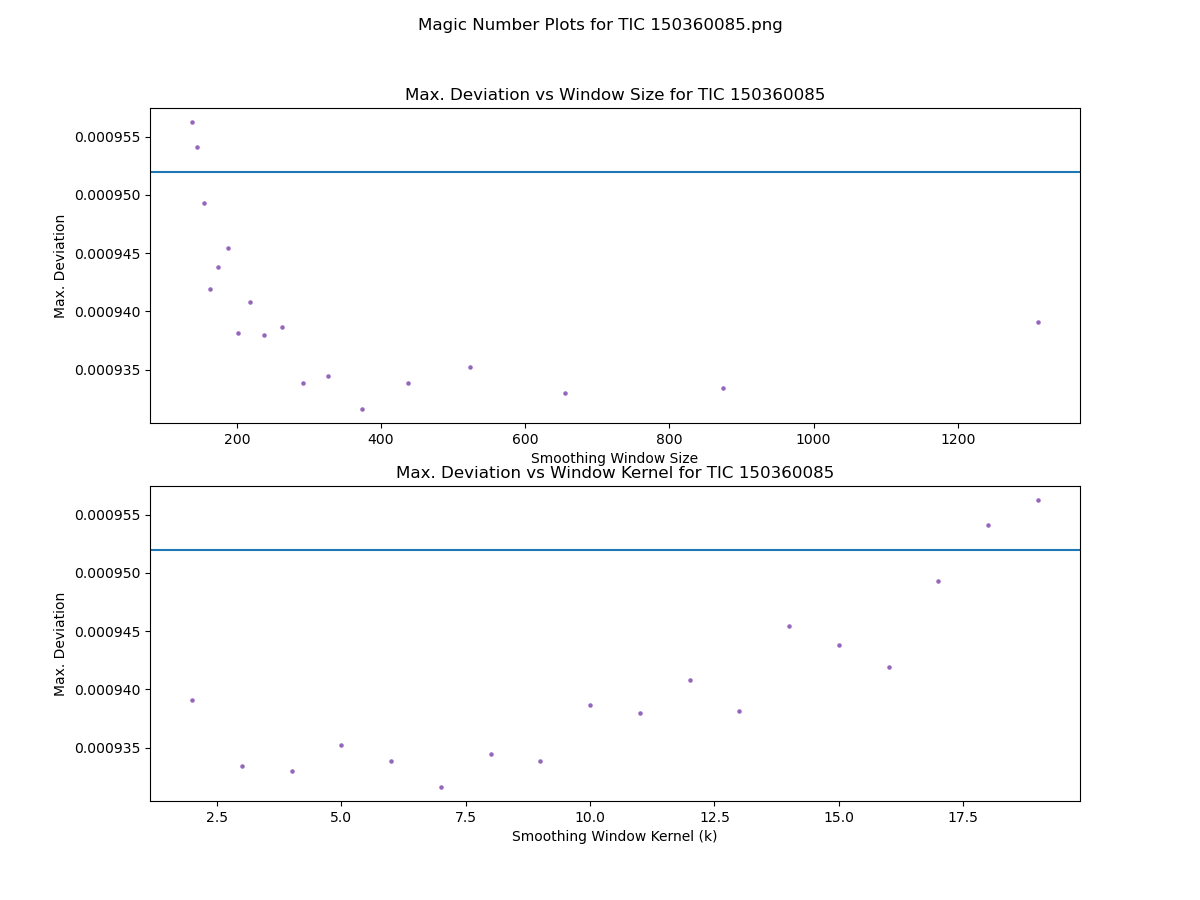 Magic Number Plots for TIC 150360085.png
Max. Deviation vs Window Size for TIC 150360085
0.000955
0.000950
0.000945
0.000940
0.000935
Max. Deviation
200 400 600 800 1000 1200
Smoothing Window Size
Max. Deviation vs Window Kernel for TIC 150360085
0.000955
0.000950
0.000945
0.000940
0.000935
Max. Deviation
2.5 5.0 7.5 10.0 12.5 15.0 17.5
Smoothing Window Kernel (k)